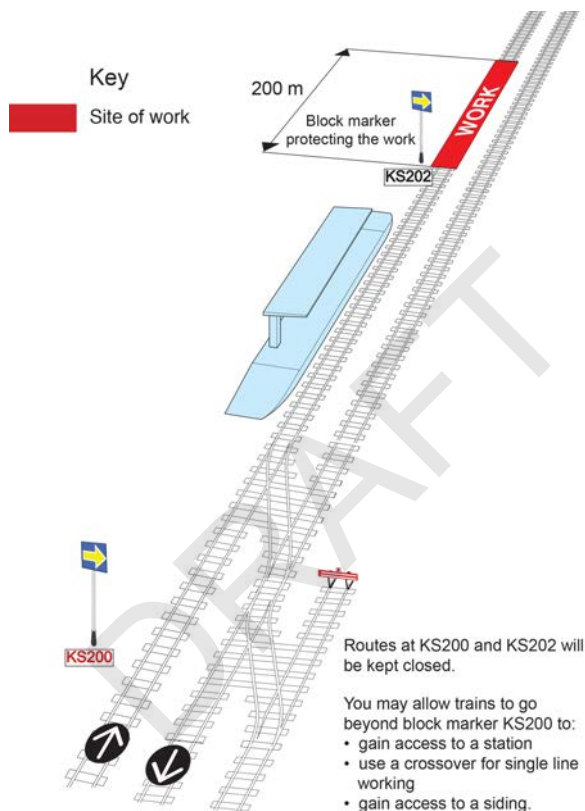 Key
Site of work
200 m
Block marker
protecting the work
WORK
KS202
KS200
DRAFT
Routes at KS200 and KS202 will
be kept closed.
You may allow trains to go
beyond block marker KS200 to:
• gain access to a station
• use a crossover for single line
working
• gain access to a siding.